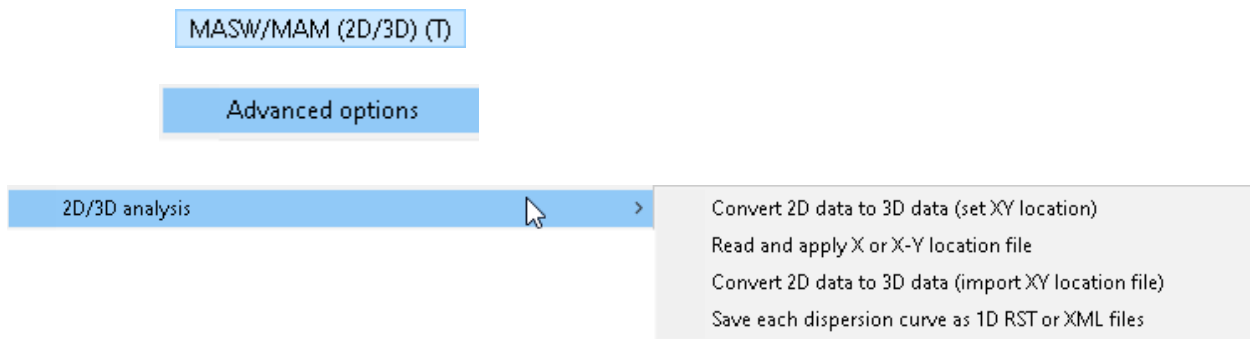 MASW/MAM (2D/3D) (T)
Advanced options
2D/3D analysis >
Convert 2D data to 3D data (set XY location)
Read and apply X or X-Y location file
Convert 2D data to 3D data (import XY location file)
Save each dispersion curve as 1D RST or XML files